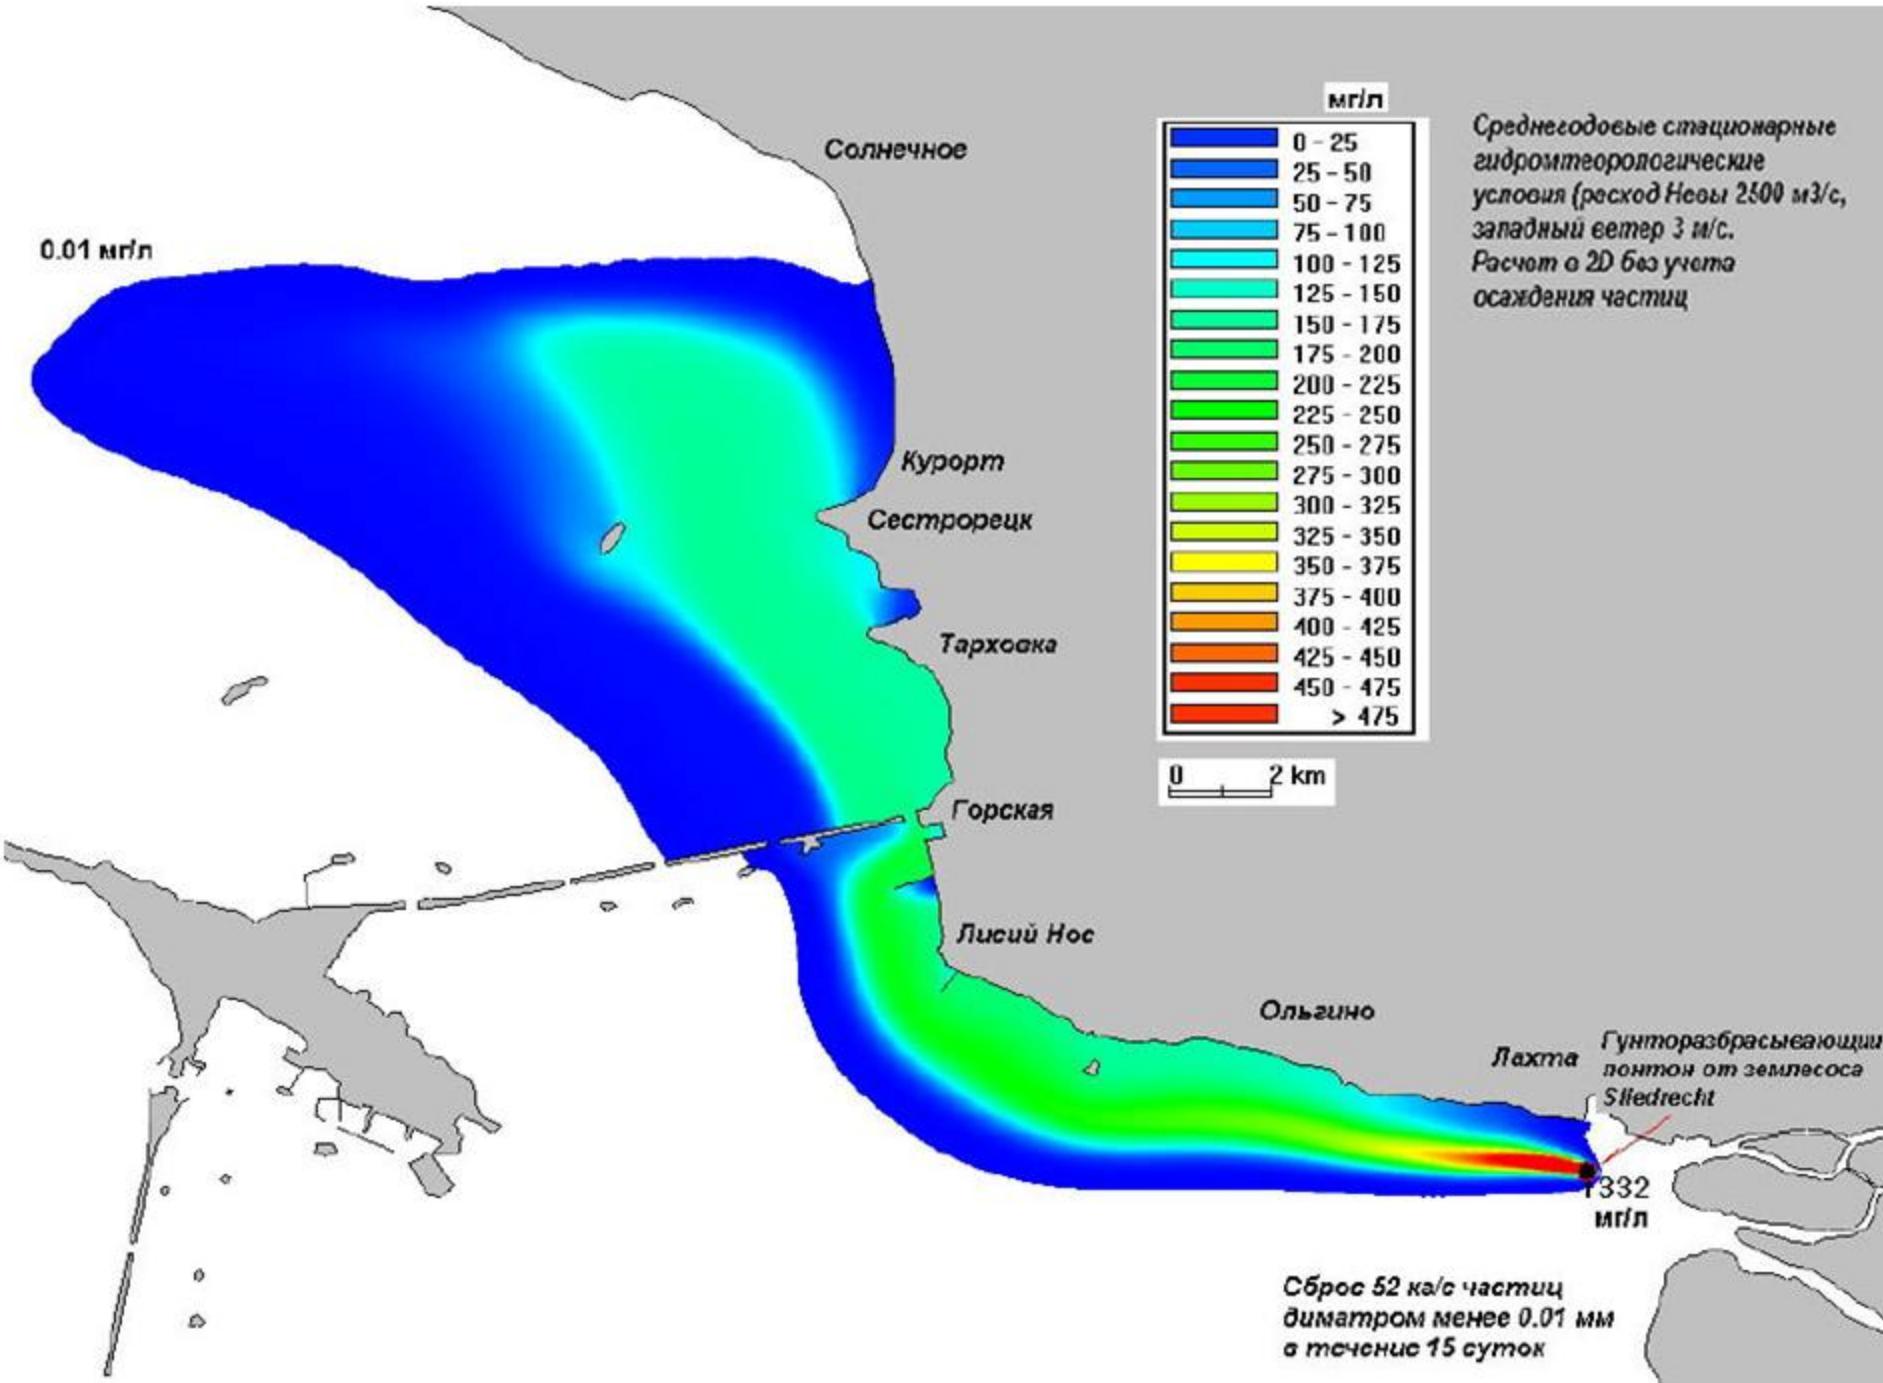 Солнечное
0.01 мг/л
мг/л
0 - 25
25 - 50
50 - 75
75 - 100
100 - 125
125 - 150
150 - 175
175 - 200
200 - 225
225 - 250
250 - 275
275 - 300
300 - 325
325 - 350
350 - 375
375 - 400
400 - 425
425 - 450
450 - 475
> 475
0 2 km
Среднегодовые стационарные
гидромтеорологические
условия (расход Невы 2500 м3/с,
западный ветер 3 м/с.
Расчет в 2D без учета
осаждения частиц
Курорт
Сестрорецк
Тарховка
Горская
Лисий Нос
Ольгино
Лахта
Гунторазбрасывающий
понтон от землесоса
Sliedrecht
1332
мг/л
Сброс 52 кг/с частиц
диматром менее 0.01 мм
в течение 15 суток